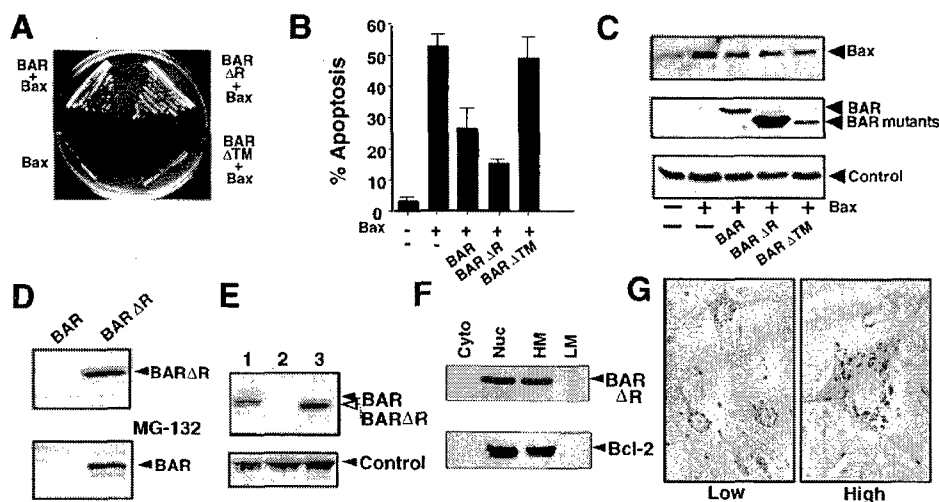 A
BAR
+
Bax
BAR
ΔR
+
Bax
Bax
BAR
ΔTM
+
Bax
B
% Apoptosis
60
50
40
30
20
10
0
Bax - + + + +
- - BAR BAR ΔR BAR ΔTM
C
Bax
BAR
BAR mutants
Control
— + + + + Bax
— — BAR BAR ΔR BAR ΔTM
D
BAR BAR ΔR
BARΔR
MG-132
BAR
E
1 2 3
BAR
BARΔR
Control
F
Cyto Nuc HM LM
BAR
ΔR
Bcl-2
G
Low High